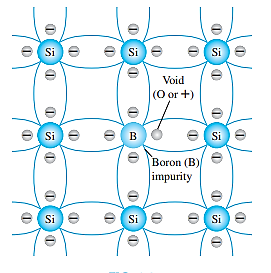 Si Si Si
Void
(O or +)
Si B Si
Boron (B)
impurity
Si Si Si